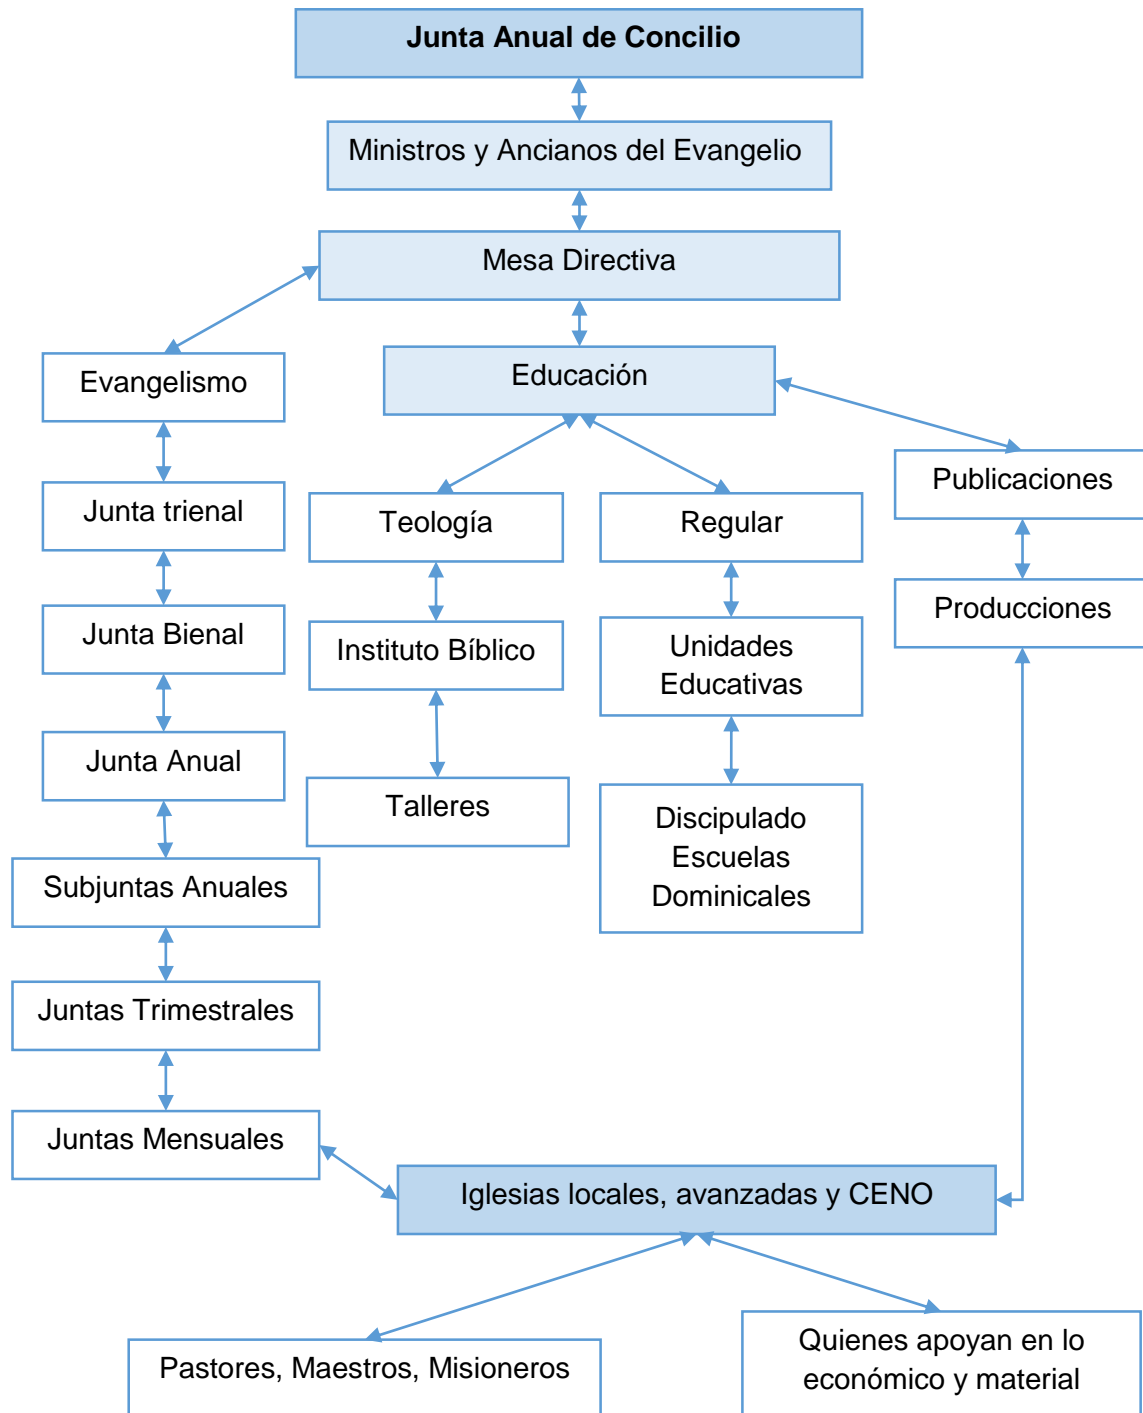 Junta Anual de Concilio
Ministros y Ancianos del Evangelio
Mesa Directiva
Evangelismo
Educación
Publicaciones
Junta trienal
Teología
Regular
Producciones
Junta Bienal
Instituto Bíblico
Unidades
Educativas
Junta Anual
Talleres
Discipulado
Escuelas
Dominicales
Subjuntas Anuales
Juntas Trimestrales
Juntas Mensuales
Iglesias locales, avanzadas y CENO
Pastores, Maestros, Misioneros
Quienes apoyan en lo
económico y material